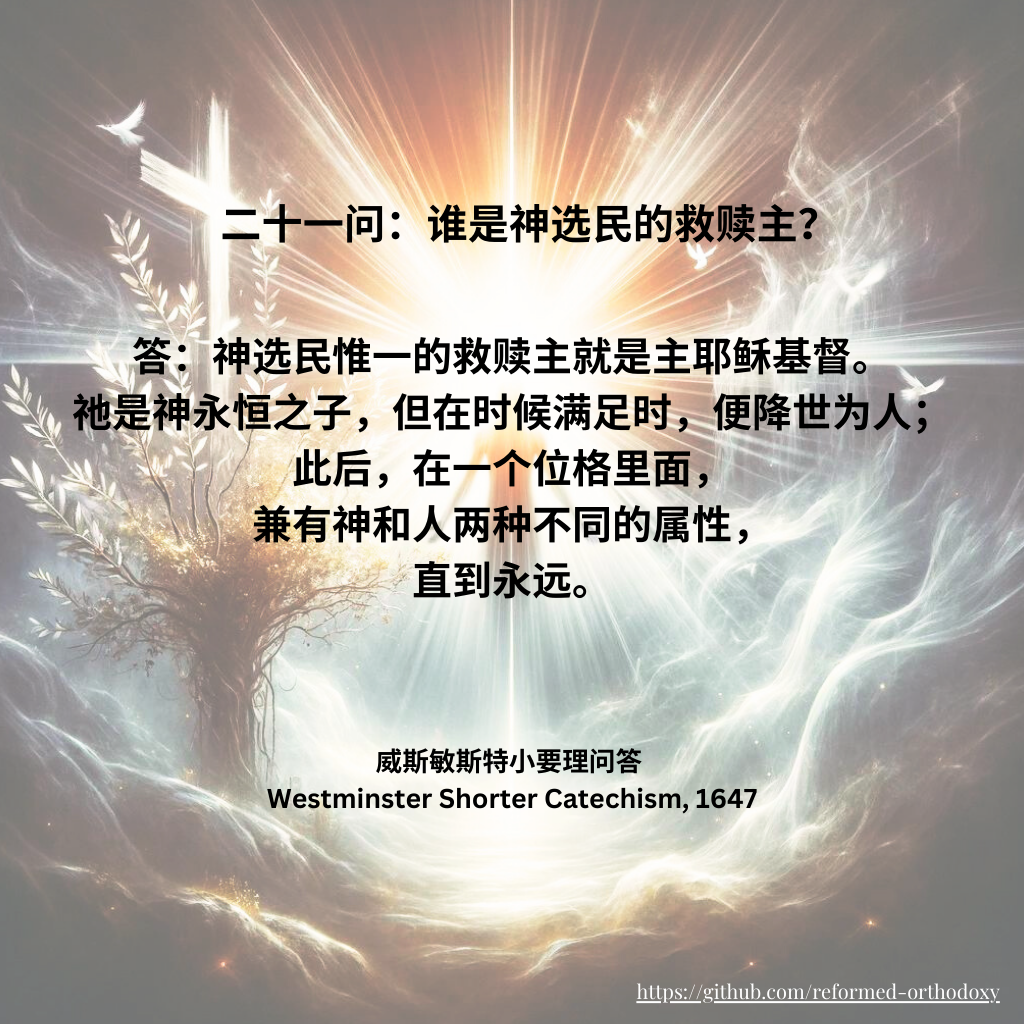 二十一问：谁是神选民的救赎主？
答：神选民惟一的救赎主就是主耶稣基督。
祂是神永恒之子，但在时候满足时，便降世为人；
此后，在一个位格里面，
兼有神和人两种不同的属性，
直到永远。
威斯敏斯特小要理问答
Westminster Shorter Catechism, 1647
https://github.com/reformed-orthodoxy